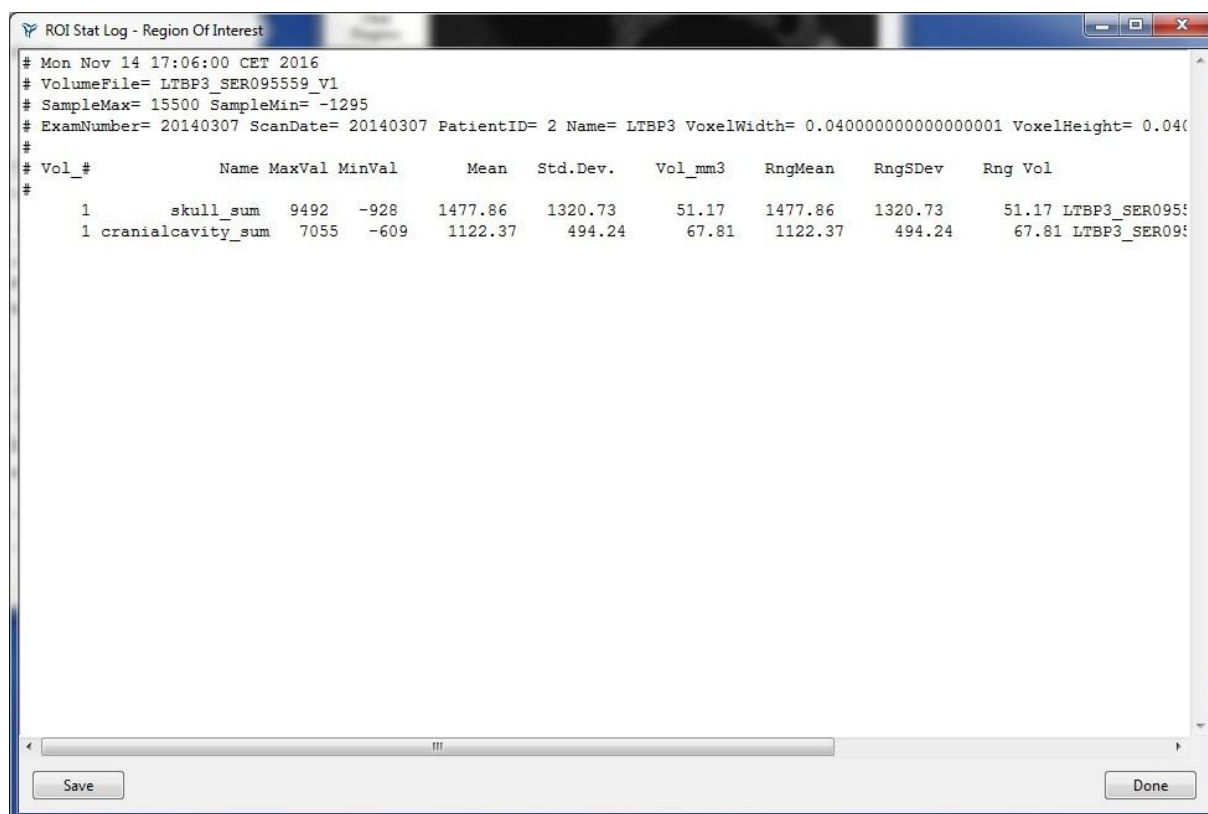 ROI Stat Log - Region Of Interest
# Mon Nov 14 17:06:00 CET 2016
# VolumeFile= LTBP3_SER095559_V1
# SampleMax= 15500 SampleMin= -1295
# ExamNumber= 20140307 ScanDate= 20140307 PatientID= 2 Name= LTBP3 VoxelWidth= 0.040000000000000001 VoxelHeight= 0.040
#
# Vol_# Name MaxVal MinVal Mean Std.Dev. Vol_mm3 RngMean RngSDev Rng Vol
#
1 skull_sum 9492 -928 1477.86 1320.73 51.17 1477.86 1320.73 51.17 LTBP3_SER0955
1 cranialcavity_sum 7055 -609 1122.37 494.24 67.81 1122.37 494.24 67.81 LTBP3_SER095
Save Done